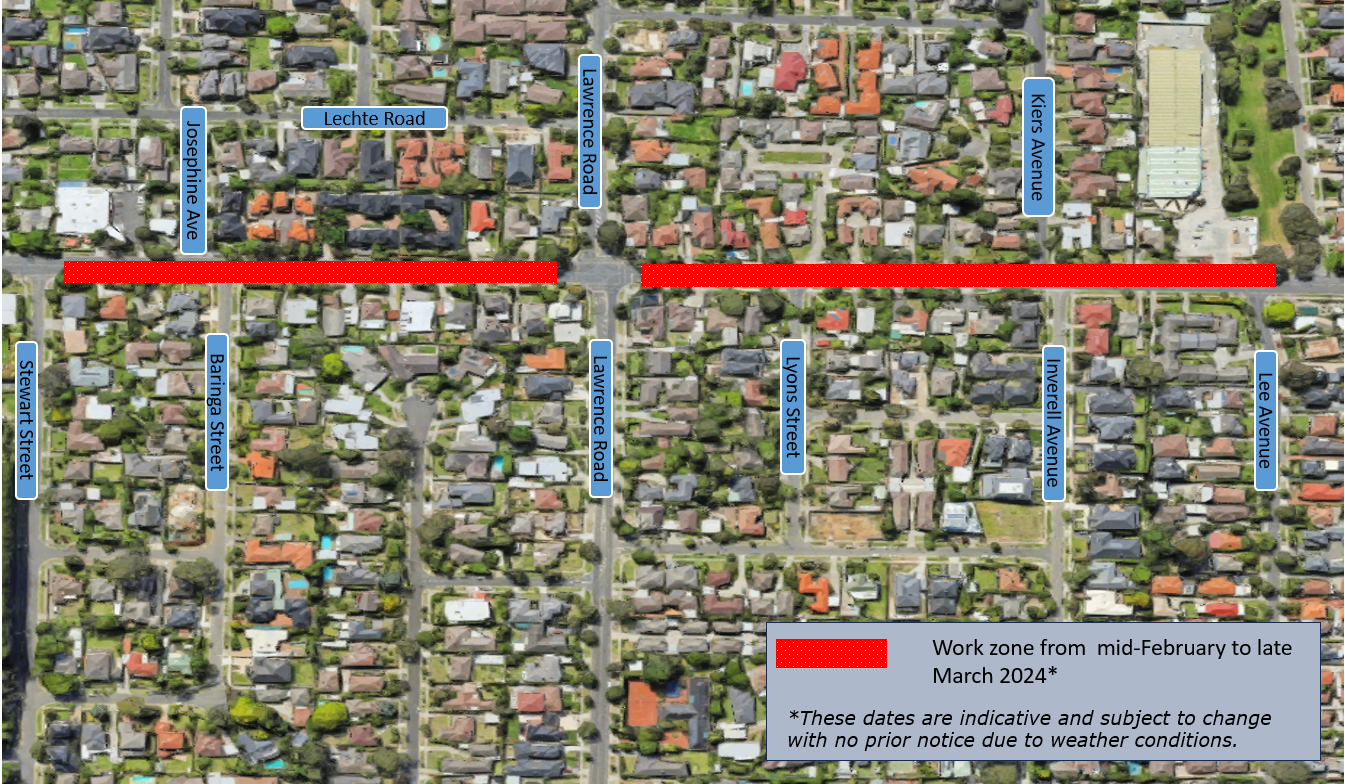 Lawrence Road
Kiers Avenue
Josephine Ave
Lechte Road
Stewart Street
Baringa Street
Lawrence Road
Lyons Street
Inverell Avenue
Lee Avenue
Work zone from  mid-February to late
March 2024*
*These dates are indicative and subject to change
with no prior notice due to weather conditions.